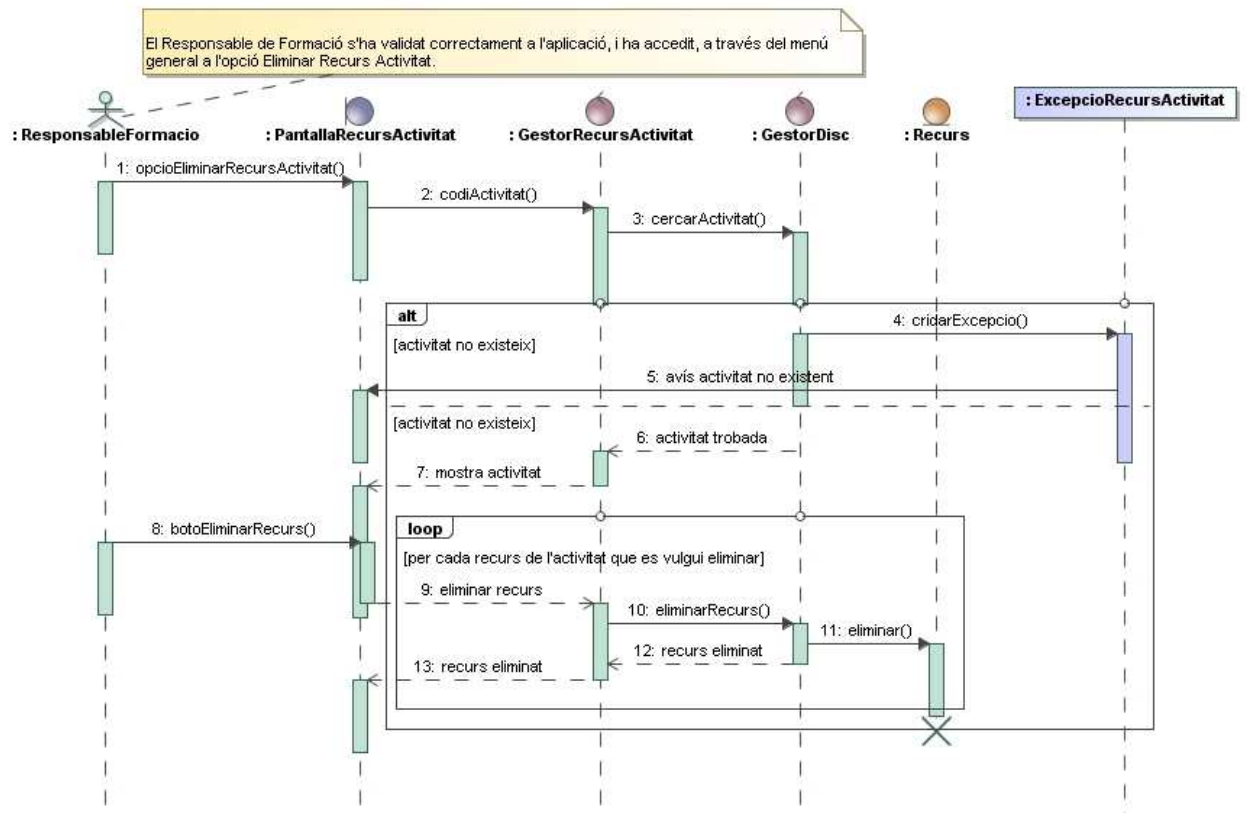 El Responsable de Formació s'ha validat correctament a l'aplicació, i ha accedit, a través del menú
general a l'opció Eliminar Recurs Activitat.
: ResponsableFormacio
: PantallaRecursActivitat
: GestorRecursActivitat
: GestorDisc
: Recurs
: ExcepcioRecursActivitat
1: opcioEliminarRecursActivitat()
2: codiActivitat()
3: cercarActivitat()
alt
4: cridarExcepcio()
[activitat no existeix]
5: avís activitat no existent
[activitat no existeix]
6: activitat trobada
7: mostra activitat
8: botoEliminarRecurs()
loop
[per cada recurs de l'activitat que es vulgui eliminar]
9: eliminar recurs
10: eliminarRecurs()
11: eliminar()
12: recurs eliminat
13: recurs eliminat